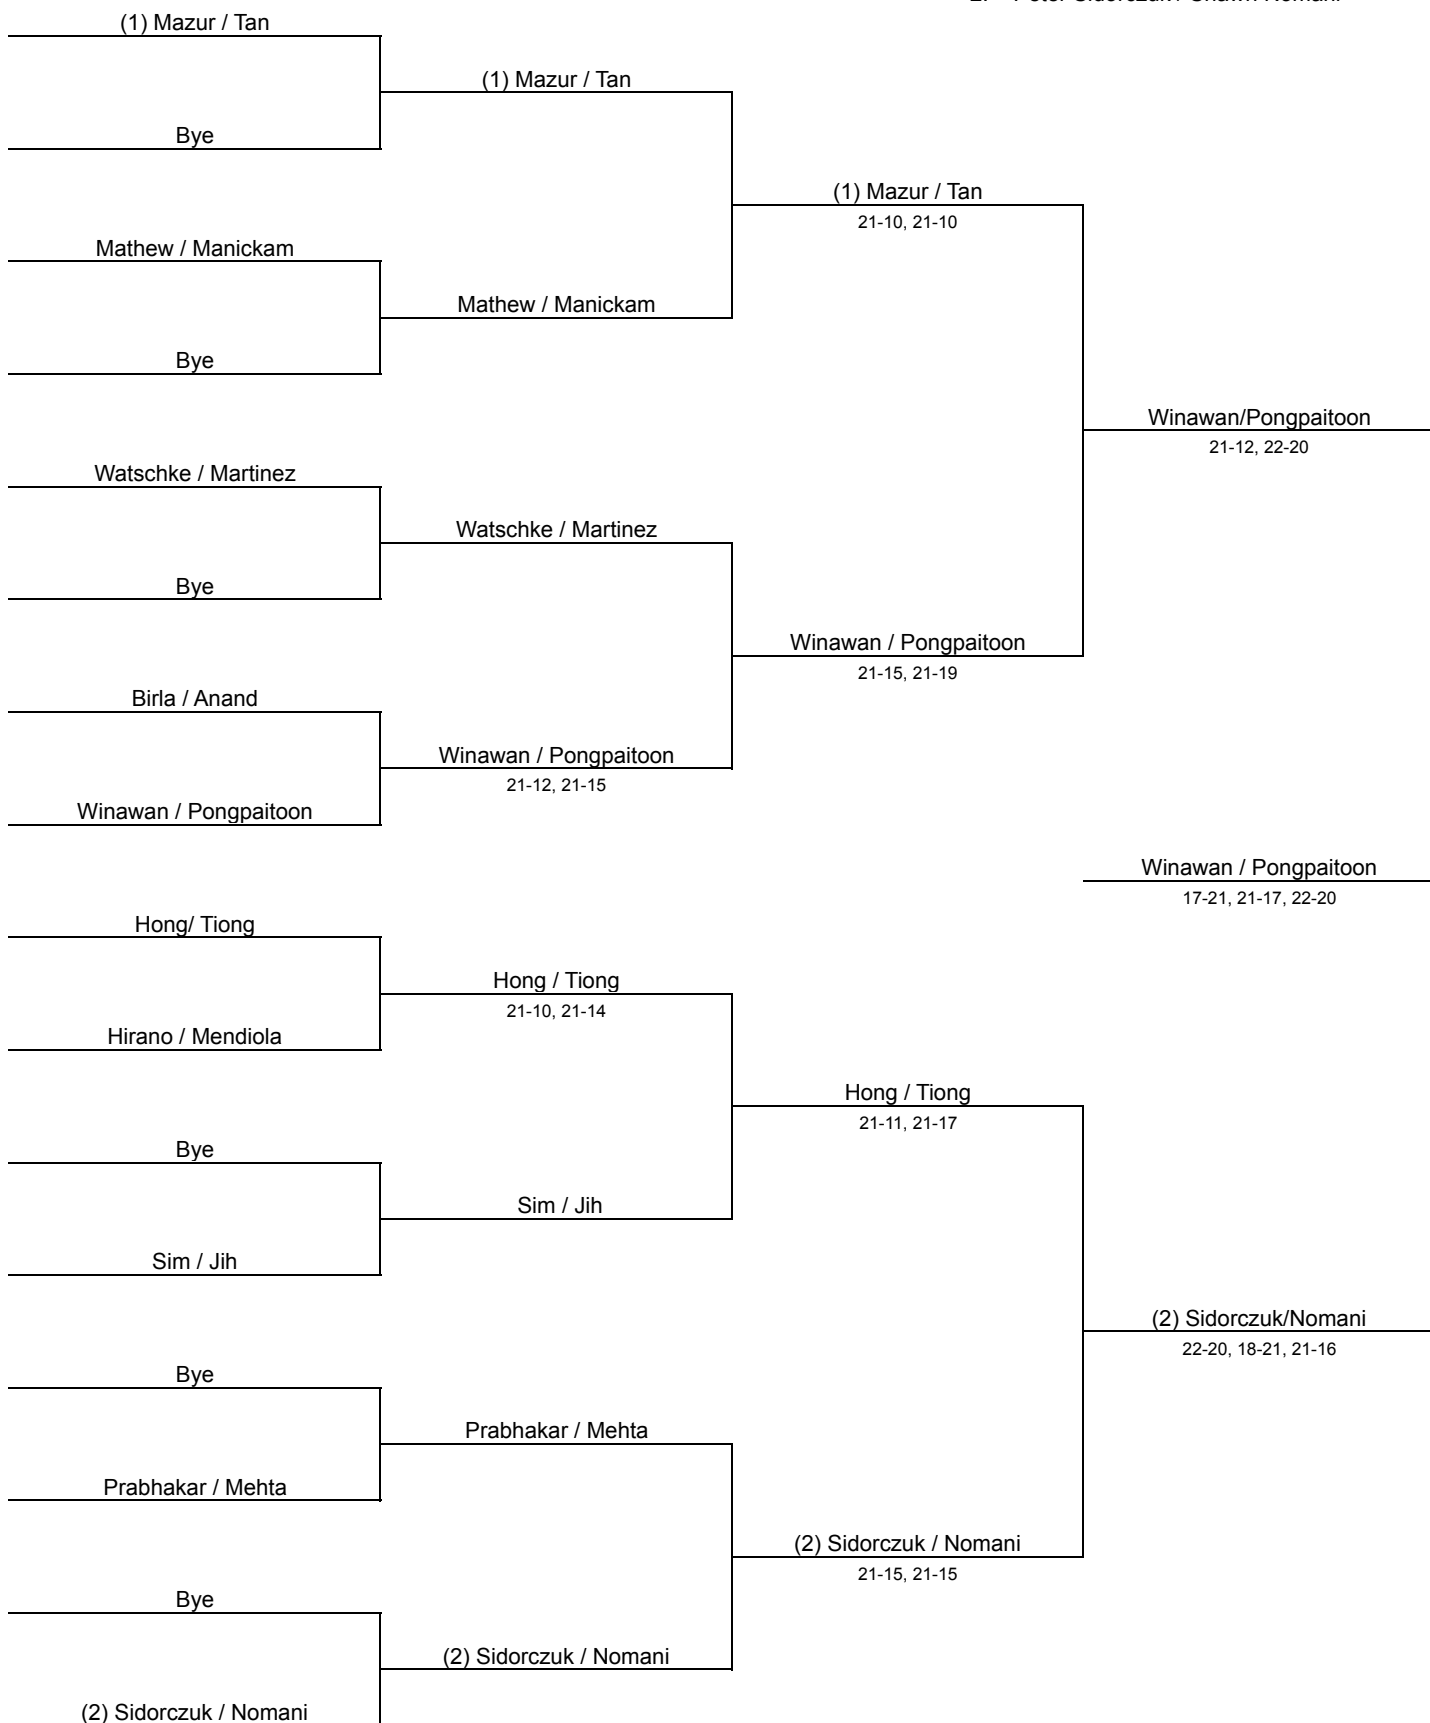 (1) Mazur / Tan
(1) Mazur / Tan
Bye
(1) Mazur / Tan
21-10, 21-10
Mathew / Manickam
Mathew / Manickam
Bye
Winawan/Pongpaitoon
21-12, 22-20
Watschke / Martinez
Watschke / Martinez
Bye
Winawan / Pongpaitoon
21-15, 21-19
Birla / Anand
Winawan / Pongpaitoon
21-12, 21-15
Winawan / Pongpaitoon
Winawan / Pongpaitoon
17-21, 21-17, 22-20
Hong/ Tiong
Hong / Tiong
21-10, 21-14
Hirano / Mendiola
Hong / Tiong
21-11, 21-17
Bye
Sim / Jih
Sim / Jih
(2) Sidorczuk/Nomani
22-20, 18-21, 21-16
Bye
Prabhakar / Mehta
Prabhakar / Mehta
(2) Sidorczuk / Nomani
21-15, 21-15
Bye
(2) Sidorczuk / Nomani
(2) Sidorczuk / Nomani